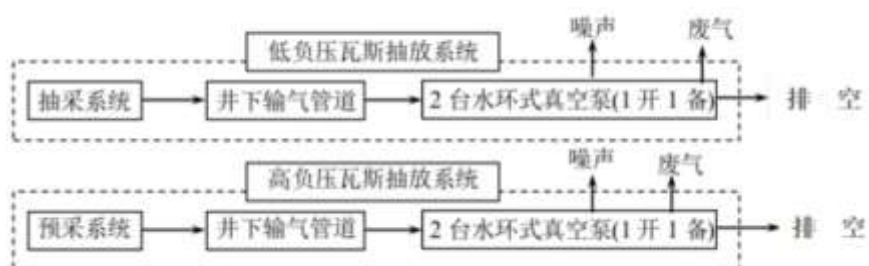 噪声 废气
低负压瓦斯抽放系统
抽采系统 井下输气管道 2台水环式真空泵(1开1备) 排 空
噪声 废气
高负压瓦斯抽放系统
预采系统 井下输气管道 2台水环式真空泵(1开1备) 排 空